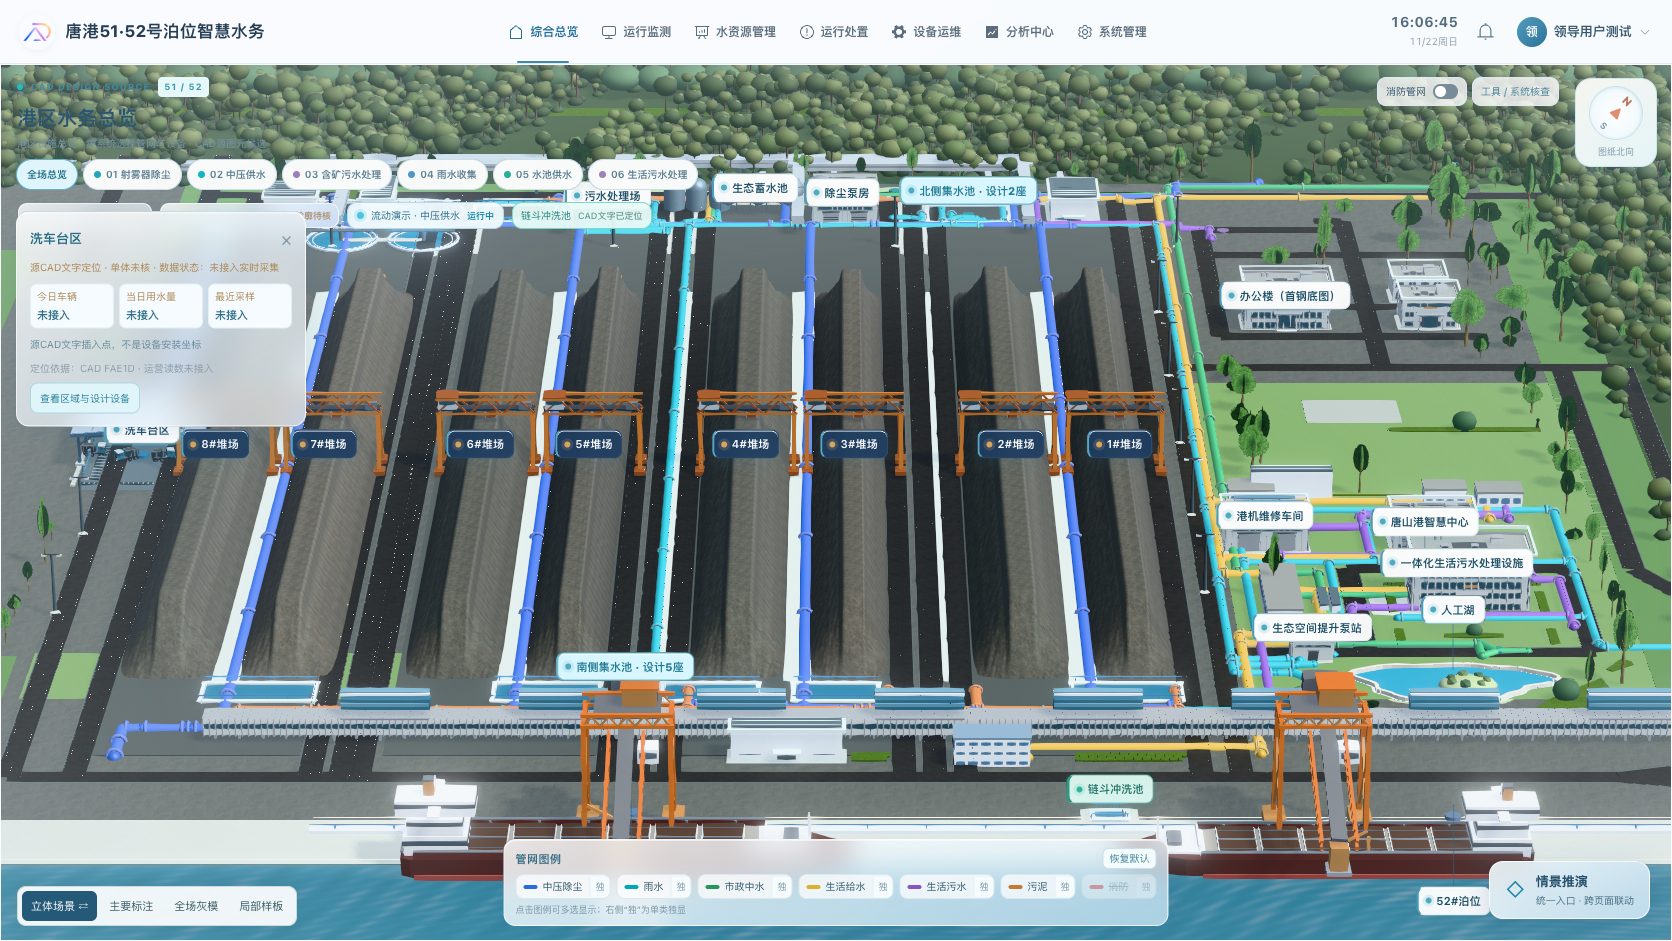 唐港51·52号泊位智慧水务
综合总览
运行监测
水资源管理
运行处置
设备运维
分析中心
系统管理
16:06:45
11/22周日
领
领导用户测试
51 / 52
港区水务总览
消防管网
工具 / 系统核查
N
S
图纸北向
全场总览
01 射雾器除尘
02 中压供水
03 含矿污水处理
04 雨水收集
05 水池供水
06 生活污水处理
流动演示 · 中压供水 运行中
链斗冲洗池 CAD文字已定位
污水处理场
生态蓄水池
除尘泵房
北侧集水池 · 设计2座
洗车台区
源CAD文字定位 · 单体未核 · 数据状态：未接入实时采集
今日车辆
未接入
当日用水量
未接入
最近采样
未接入
源CAD文字插入点，不是设备安装坐标
定位依据：CAD FAE1D · 运营读数未接入
查看区域与设计设备
办公楼（首钢底图）
洗车台区
8#堆场
7#堆场
6#堆场
5#堆场
4#堆场
3#堆场
2#堆场
1#堆场
港机维修车间
唐山港智慧中心
一体化生活污水处理设施
人工湖
生态空间提升泵站
南侧集水池 · 设计5座
链斗冲洗池
52#泊位
管网图例
恢复默认
中压除尘 独
雨水 独
市政中水 独
生活给水 独
生活污水 独
污泥 独
消防 独
点击图例可多选显示；右侧“独”为单类独显
立体场景
主要标注
全场灰模
局部样板
情景推演
统一入口 · 跨页面联动